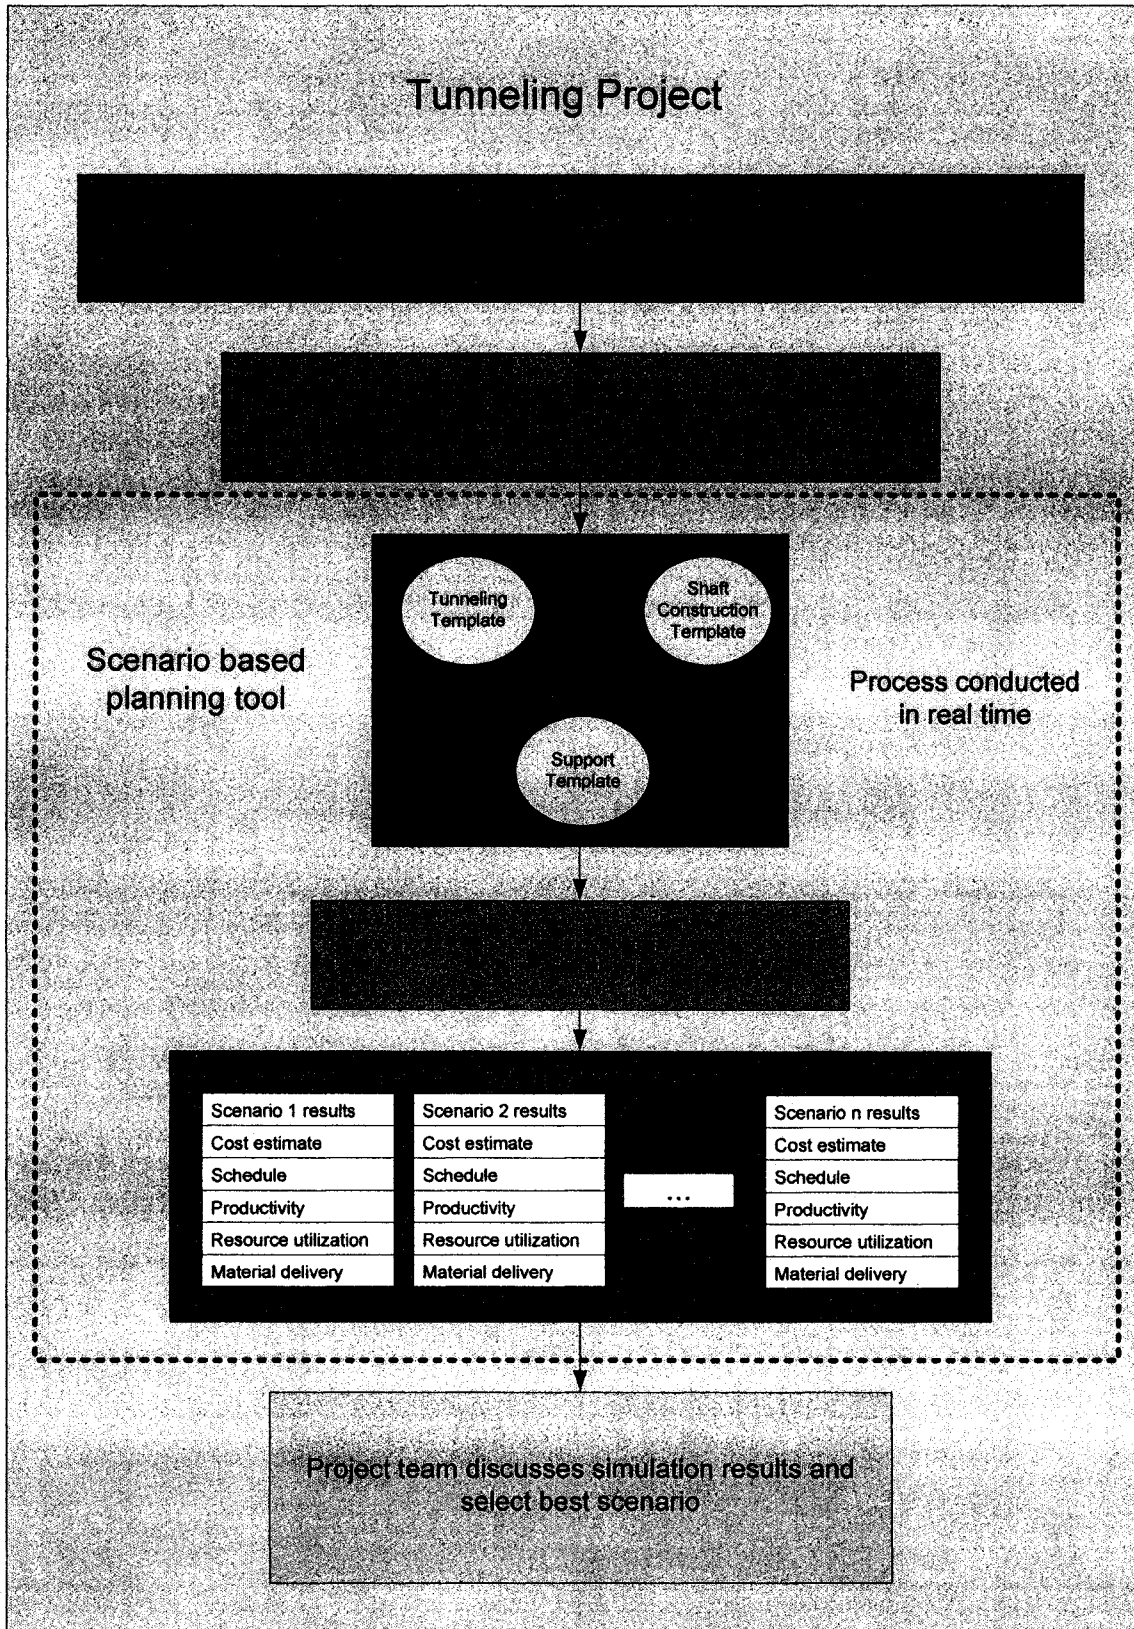 Tunneling Project
Tunneling
Template
Shaft
Construction
Template
Scenario based
planning tool
Process conducted
in real time
Support
Template
Scenario 1 results
Cost estimate
Schedule
Productivity
Resource utilization
Material delivery
Scenario 2 results
Cost estimate
Schedule
Productivity
Resource utilization
Material delivery
...
Scenario n results
Cost estimate
Schedule
Productivity
Resource utilization
Material delivery
Project team discusses simulation results and
select best scenario